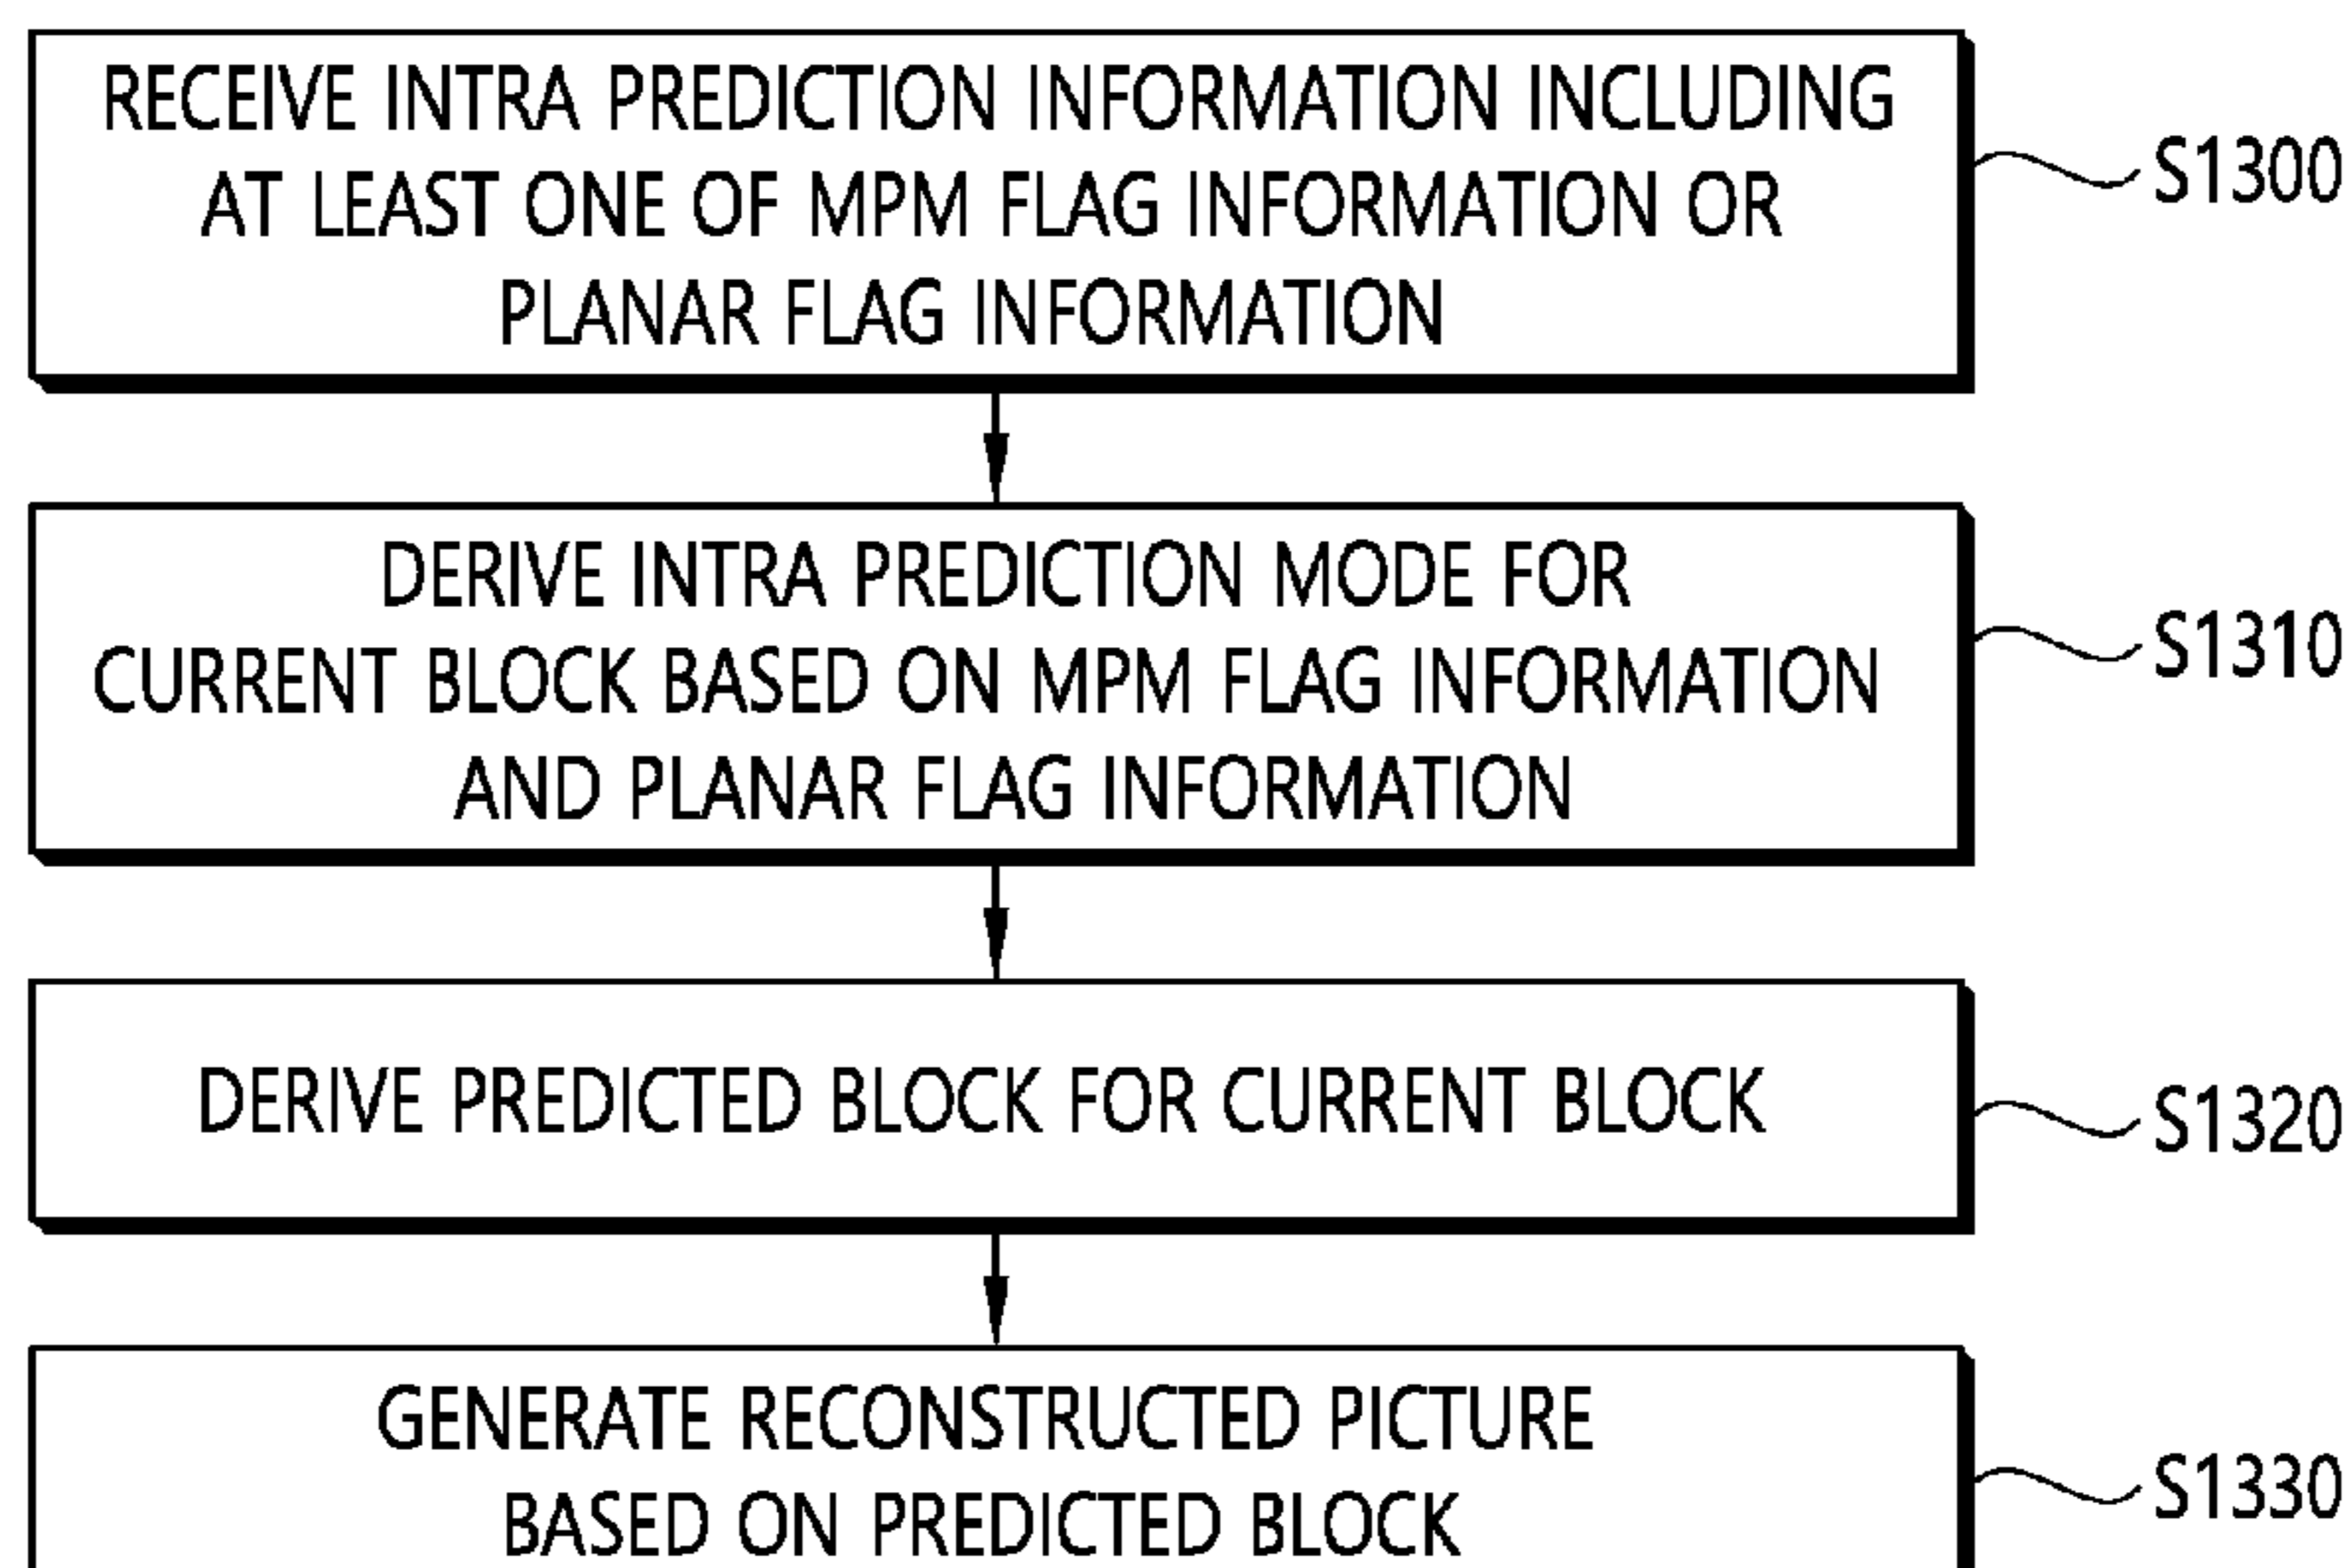 RECEIVE INTRA PREDICTION INFORMATION INCLUDING
AT LEAST ONE OF MPM FLAG INFORMATION OR
PLANAR FLAG INFORMATION
S1300
DERIVE INTRA PREDICTION MODE FOR
CURRENT BLOCK BASED ON MPM FLAG INFORMATION
AND PLANAR FLAG INFORMATION
S1310
DERIVE PREDICTED BLOCK FOR CURRENT BLOCK
S1320
GENERATE RECONSTRUCTED PICTURE
BASED ON PREDICTED BLOCK
S1330